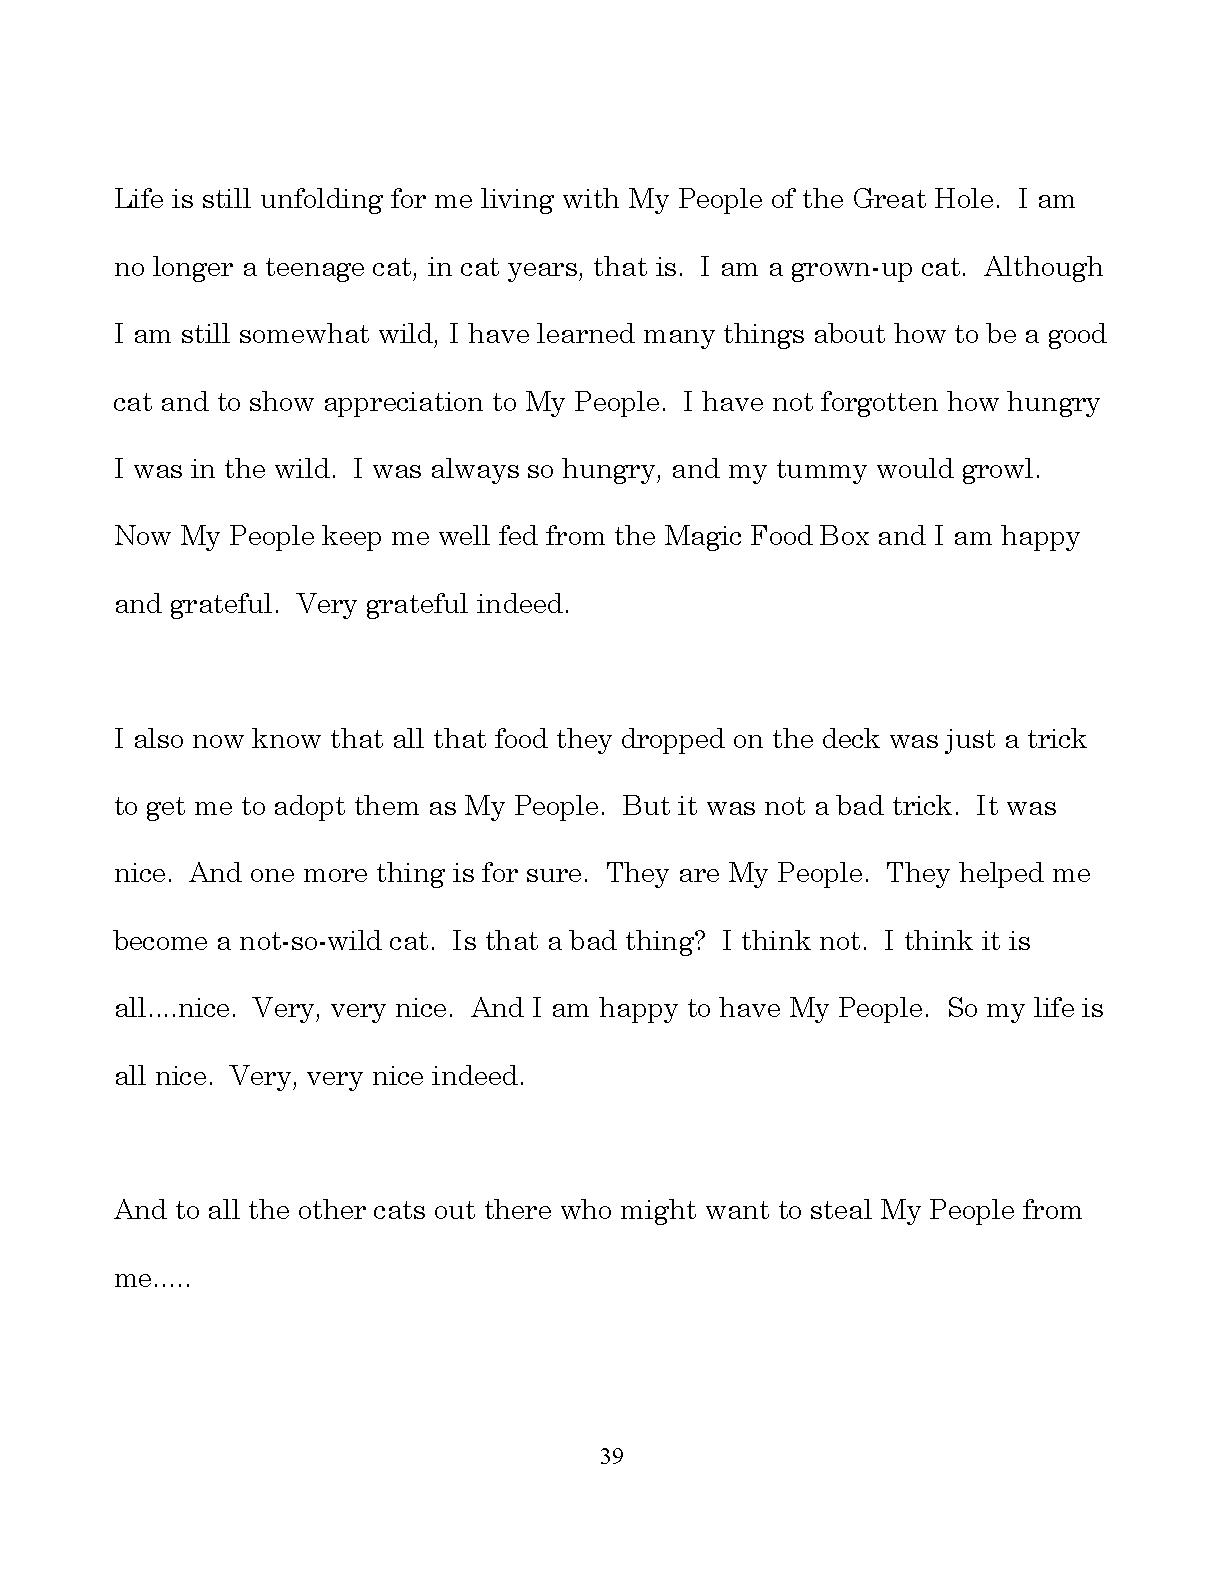 Life is still unfolding for me living with My People of the Great Hole.  I am
no longer a teenage cat, in cat years, that is.  I am a grown-up cat.  Although
I am still somewhat wild, I have learned many things about how to be a good
cat and to show appreciation to My People.  I have not forgotten how hungry
I was in the wild.  I was always so hungry, and my tummy would growl.
Now My People keep me well fed from the Magic Food Box and I am happy
and grateful.  Very grateful indeed.
I also now know that all that food they dropped on the deck was just a trick
to get me to adopt them as My People.  But it was not a bad trick.  It was
nice.  And one more thing is for sure.  They are My People.  They helped me
become a not-so-wild cat.  Is that a bad thing?  I think not.  I think it is
all....nice.  Very, very nice.  And I am happy to have My People.  So my life is
all nice.  Very, very nice indeed.
And to all the other cats out there who might want to steal My People from
me.....
39